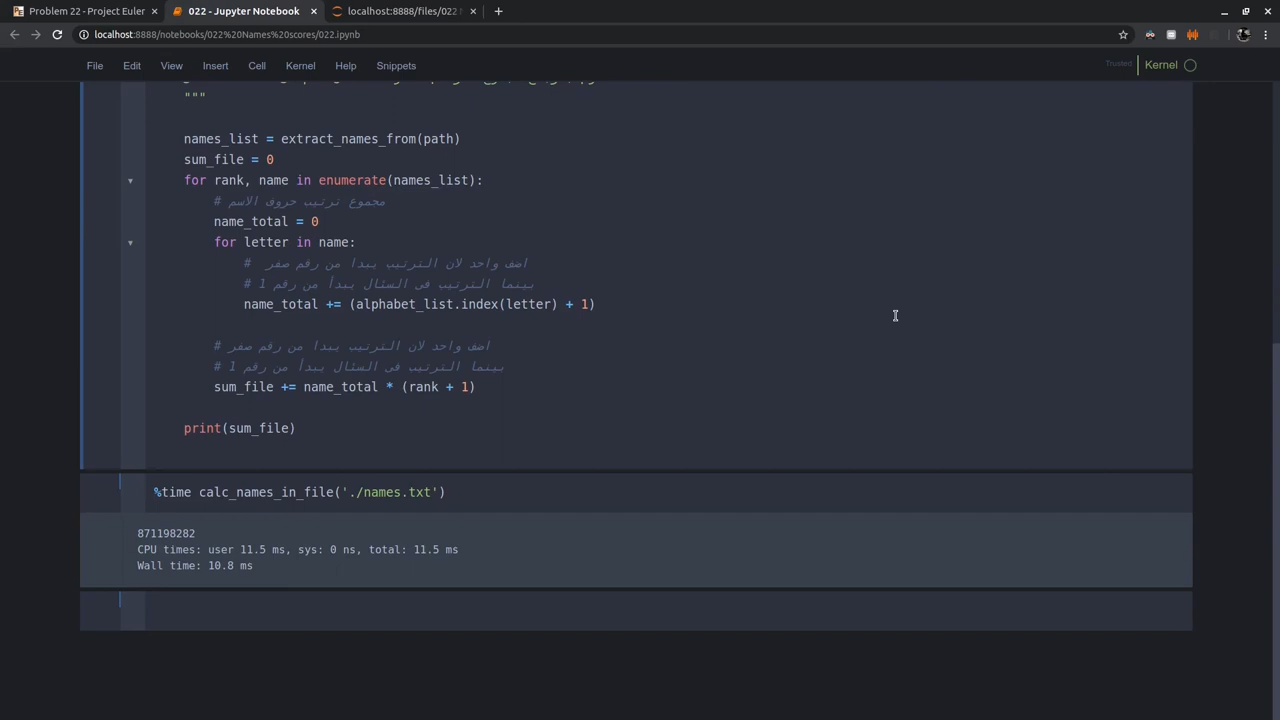 Problem 22 - Project Euler
022 - Jupyter Notebook
localhost:8888/files/022
localhost:8888/notebooks/022%20Names%20scores/022.ipynb
File Edit View Insert Cell Kernel Help Snippets
Trusted
Kernel
"""
names_list = extract_names_from(path)
sum_file = 0
for rank, name in enumerate(names_list):
# مجموع ترتيب حروف الاسم
name_total = 0
for letter in name:
# اضف واحد لان الترتيب يبدا من رقم صفر
# بينما الترتيب فى السئال يبدأ من رقم 1
name_total += (alphabet_list.index(letter) + 1)
# اضف واحد لان الترتيب يبدا من رقم صفر
# بينما الترتيب فى السئال يبدأ من رقم 1
sum_file += name_total * (rank + 1)
print(sum_file)
%time calc_names_in_file('./names.txt')
871198282
CPU times: user 11.5 ms, sys: 0 ns, total: 11.5 ms
Wall time: 10.8 ms